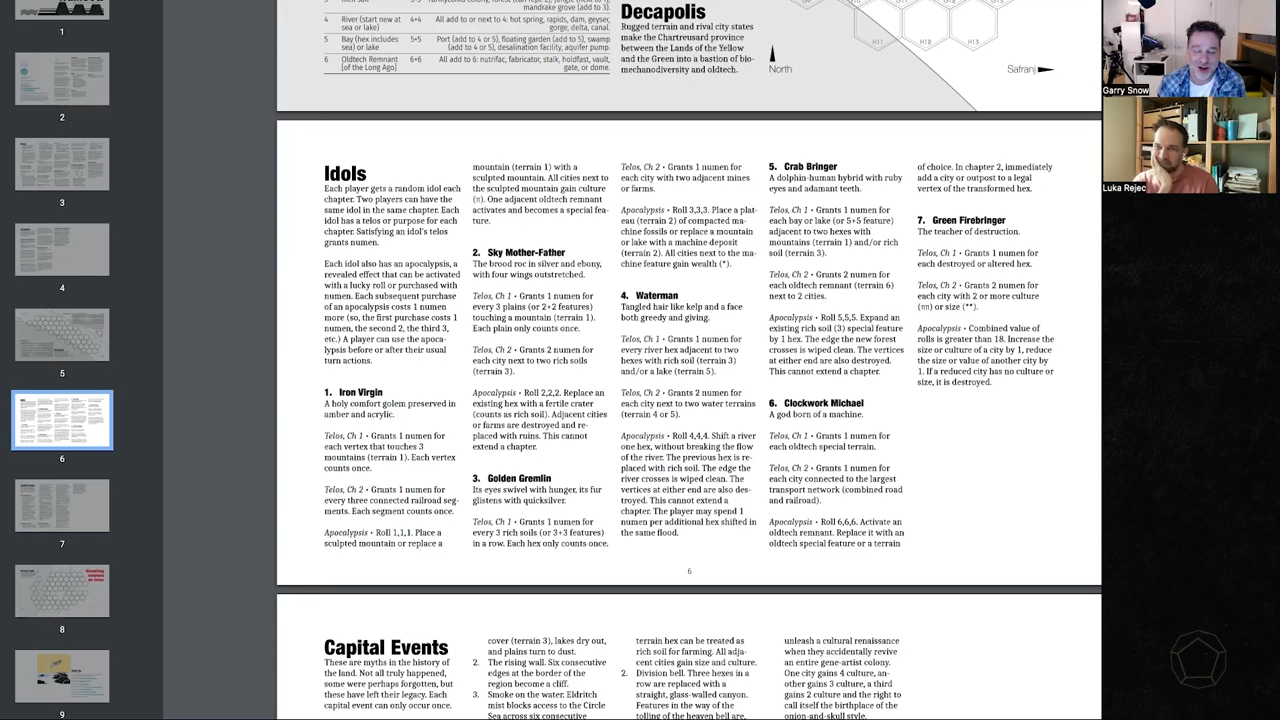 1
2
3
4
5
6
7
8
9
4
River (start new at
sea or lake)
4+4
All add to or next to 4: hot spring, rapids, dam, geyser,
gorge, delta, canal.
5
Bay (hex includes
sea) or lake
5+5
Port (add to 4 or 5), floating garden (add to 5), swamp
(add to 4 or 5), desalination facility, aquifer pump.
6
Oldtech Remnant
[of the Long Ago]
6+6
All add to 6: nutrifac, fabricator, stalk, holdfast, vault,
gate, or dome.
mandrake grove (add to 3).
Decapolis
Rugged terrain and rival city states
make the Chartreusard province
between the Lands of the Yellow
and the Green into a bastion of bio-
mechanodiversity and oldtech.
North
H11
H12
H13
Safranj
Garry Snow
Luka Rejec
Idols
Each player gets a random idol each
chapter. Two players can have the
same idol in the same chapter. Each
idol has a telos or purpose for each
chapter. Satisfying an idol's telos
grants numen.
Each idol also has an apocalypsis, a
revealed effect that can be activated
with a lucky roll or purchased with
numen. Each subsequent purchase
of an apocalypsis costs 1 numen
more (so, the first purchase costs 1
numen, the second 2, the third 3,
etc.) A player can use the apoca-
lypsis before or after their usual
turn actions.
1. Iron Virgin
A holy comfort golem preserved in
amber and acrylic.
Telos, Ch 1 • Grants 1 numen for
each vertex that touches 3
mountains (terrain 1). Each vertex
counts once.
Telos, Ch 2 • Grants 1 numen for
every three connected railroad seg-
ments. Each segment counts once.
Apocalypsis • Roll 1,1,1. Place a
sculpted mountain or replace a
mountain (terrain 1) with a
sculpted mountain. All cities next to
the sculpted mountain gain culture
(π). One adjacent oldtech remnant
activates and becomes a special fea-
ture.
2. Sky Mother-Father
The brood roc in silver and ebony,
with four wings outstretched.
Telos, Ch 1 • Grants 1 numen for
every 3 plains (or 2+2 features)
touching a mountain (terrain 1).
Each plain only counts once.
Telos, Ch 2 • Grants 2 numen for
each city next to two rich soils
(terrain 3).
Apocalypsis • Roll 2,2,2. Replace an
existing hex with a fertile crater
(counts as rich soil). Adjacent cities
or farms are destroyed and re-
placed with ruins. This cannot
extend a chapter.
3. Golden Gremlin
Its eyes swivel with hunger, its fur
glistens with quicksilver.
Telos, Ch 1 • Grants 1 numen for
every 3 rich soils (or 3+3 features)
in a row. Each hex only counts once.
Telos, Ch 2 • Grants 1 numen for
each city with two adjacent mines
or farms.
Apocalypsis • Roll 3,3,3. Place a plat-
eau (terrain 2) of compacted ma-
chine fossils or replace a mountain
or lake with a machine deposit
(terrain 2). All cities next to the ma-
chine feature gain wealth (*).
4. Waterman
Tangled hair like kelp and a face
both greedy and giving.
Telos, Ch 1 • Grants 1 numen for
every river hex adjacent to two
hexes with rich soil (terrain 3)
and/or a lake (terrain 5).
Telos, Ch 2 • Grants 2 numen for
each city next to two water terrains
(terrain 4 or 5).
Apocalypsis • Roll 4,4,4. Shift a river
one hex, without breaking the flow
of the river. The previous hex is re-
placed with rich soil. The edge the
river crosses is wiped clean. The
vertices at either end are also des-
troyed. This cannot extend a
chapter. The player may spend 1
numen per additional hex shifted in
the same flood.
5. Crab Bringer
A dolphin-human hybrid with ruby
eyes and adamant teeth.
Telos, Ch 1 • Grants 1 numen for
each bay or lake (or 5+5 feature)
adjacent to two hexes with
mountains (terrain 1) and/or rich
soil (terrain 3).
Telos, Ch 2 • Grants 2 numen for
each oldtech remnant (terrain 6)
next to 2 cities.
Apocalypsis • Roll 5,5,5. Expand an
existing rich soil (3) special feature
by 1 hex. The edge the new forest
crosses is wiped clean. The vertices
at either end are also destroyed.
This cannot extend a chapter.
6. Clockwork Michael
A god born of a machine.
Telos, Ch 1 • Grants 1 numen for
each oldtech special terrain.
Telos, Ch 2 • Grants 1 numen for
each city connected to the largest
transport network (combined road
and railroad).
Apocalypsis • Roll 6,6,6. Activate an
oldtech remnant. Replace it with an
oldtech special feature or a terrain
of choice. In chapter 2, immediately
add a city or outpost to a legal
vertex of the transformed hex.
7. Green Firebringer
The teacher of destruction.
Telos, Ch 1 • Grants 1 numen for
each destroyed or altered hex.
Telos, Ch 2 • Grants 2 numen for
each city with 2 or more culture
(ππ) or size (**).
Apocalypsis • Combined value of
rolls is greater than 18. Increase the
size or culture of a city by 1, reduce
the size or value of another city by
1. If a reduced city has no culture or
size, it is destroyed.
6
Capital Events
These are myths in the history of
the land. Not all truly happened,
some were perhaps forgotten, but
these have left their legacy. Each
capital event can only occur once.
cover (terrain 3), lakes dry out,
and plains turn to dust.
2. The rising wall. Six consecutive
edges at the border of the
region become a cliff.
3. Smoke on the water. Eldritch
mist blocks access to the Circle
Sea across six consecutive
terrain hex can be treated as
rich soil for farming. All adja-
cent cities gain size and culture.
2. Division bell. Three hexes in a
row are replaced with a
straight, glass-walled canyon.
Features in the way of the
tolling of the heaven bell are,
unleash a cultural renaissance
when they accidentally revive
an entire gene-artist colony.
One city gains 4 culture, an-
other gains 3 culture, a third
gains 2 culture and the right to
call itself the birthplace of the
onion-and-skull style.